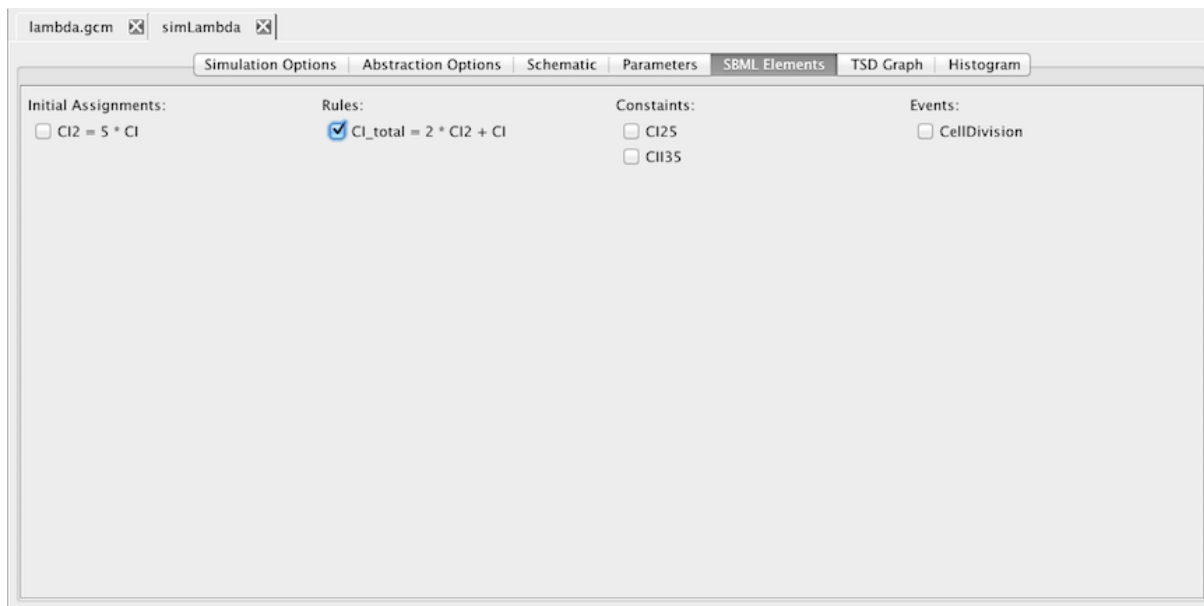 lambda.gcm simLambda
Simulation Options Abstraction Options Schematic Parameters SBML Elements TSD Graph Histogram
Initial Assignments: Rules: Constaints: Events:
CI2 = 5 * CI CI_total = 2 * CI2 + CI CI25 CellDivision
CII35